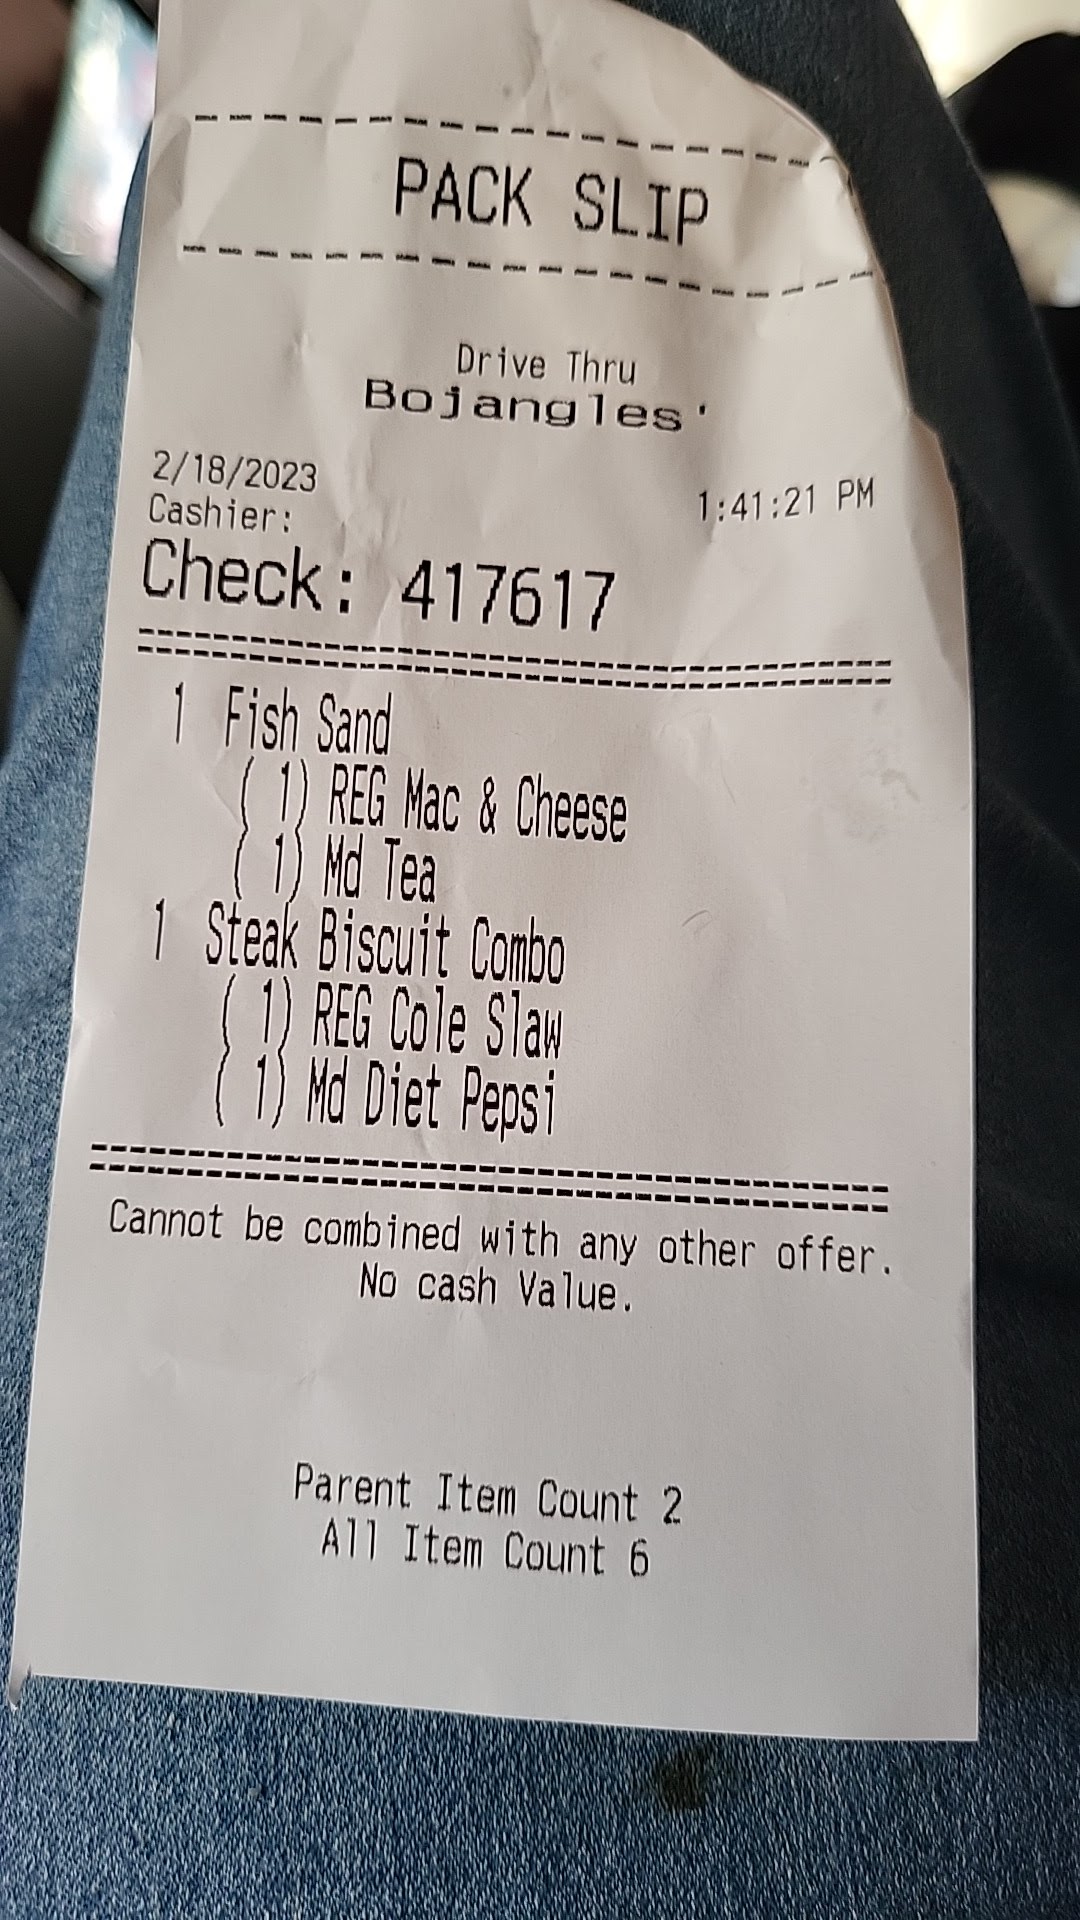 PACK SLIP
Drive Thru
Bojangles'
2/18/2023 1:41:21 PM
Cashier:
Check: 417617
1 Fish Sand
( 1) REG Mac & Cheese
( 1) Md Tea
1 Steak Biscuit Combo
( 1) REG Cole Slaw
( 1) Md Diet Pepsi
Cannot be combined with any other offer.
No cash Value.
Parent Item Count 2
All Item Count 6